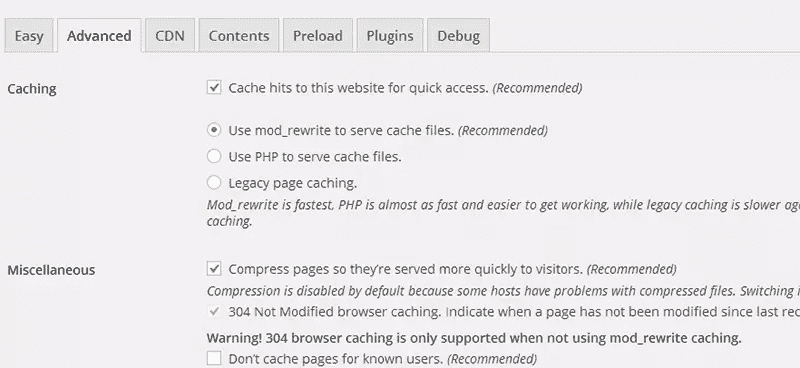 Easy Advanced CDN Contents Preload Plugins Debug
Caching Cache hits to this website for quick access. (Recommended)
Use mod_rewrite to serve cache files. (Recommended)
Use PHP to serve cache files.
Legacy page caching.
Mod_rewrite is fastest, PHP is almost as fast and easier to get working, while legacy caching is slower
caching.
Miscellaneous Compress pages so they're served more quickly to visitors. (Recommended)
Compression is disabled by default because some hosts have problems with compressed files. Switching
304 Not Modified browser caching. Indicate when a page has not been modified since last
Warning! 304 browser caching is only supported when not using mod_rewrite caching.
Don't cache pages for known users. (Recommended)